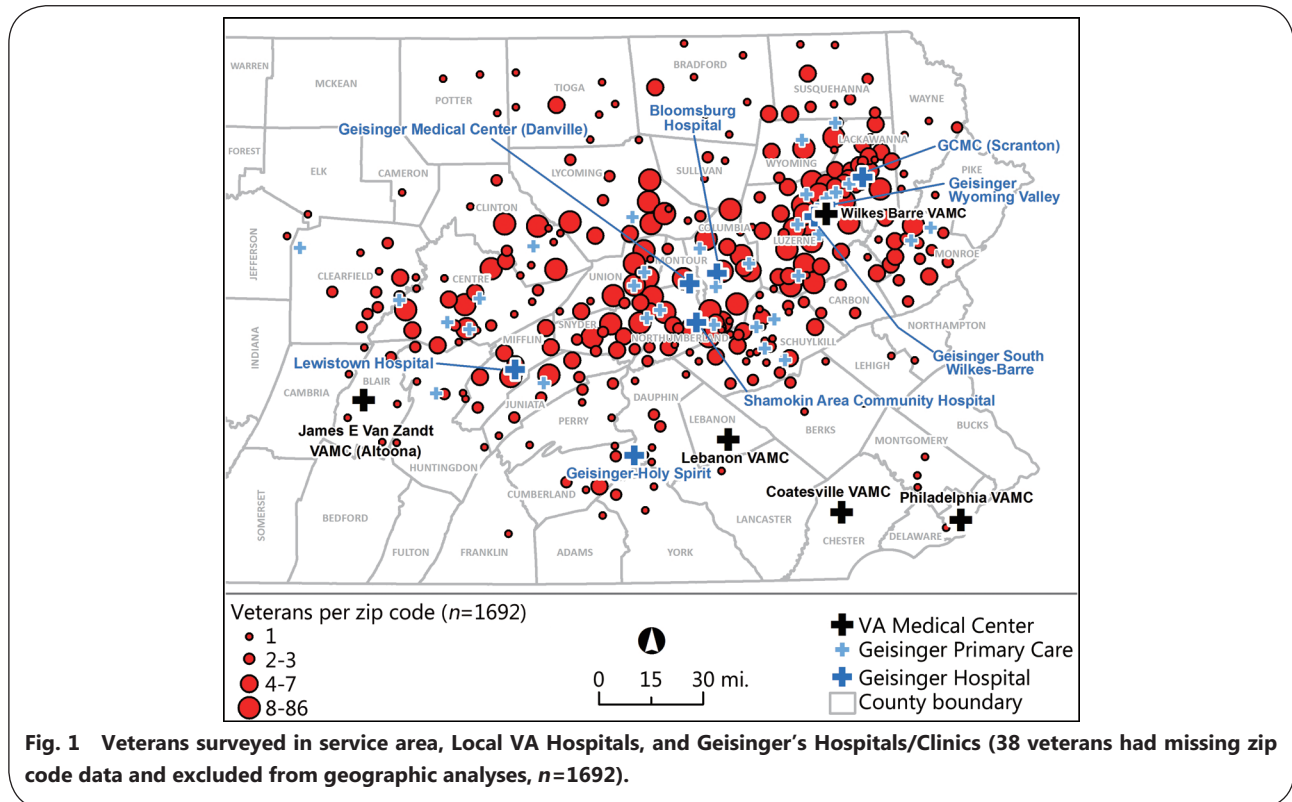 WARREN
MCKEAN
POTTER
TIOGA
BRADFORD
SUSQUEHANNA
WAYNE
Geisinger Medical Center (Danville)
Bloomsburg
Hospital
FOREST
ELK
CAMERON
LYCOMING
SULLIVAN
WYOMING
LACKAWANNA
GCMC (Scranton)
PIKE
Geisinger
Wyoming Valley
CLINTON
COLUMBIA
Wilkes Barre VAMC
LUZERNE
JEFFERSON
MONROE
CLEARFIELD
CENTRE
UNION
MONTOUR
CARBON
INDIANA
SNYDER
MIFFLIN
NORTHUMBERLAND
SCHUYLKILL
NORTHAMPTON
Lewistown Hospital
LEHIGH
Geisinger South
Wilkes-Barre
CAMBRIA
BLAIR
JUNIATA
DAUPHIN
Shamokin Area Community Hospital
PERRY
LEBANON
BERKS
BUCKS
James E Van Zandt
VAMC (Altoona)
MONTGOMERY
HUNTINGDON
Lebanon VAMC
Geisinger-Holy Spirit
CUMBERLAND
Coatesville VAMC
Philadelphia VAMC
SOMERSET
BEDFORD
LANCASTER
FULTON
FRANKLIN
ADAMS
YORK
CHESTER
DELAWARE
Veterans per zip code (n=1692)
1
2-3
4-7
8-86
0 15 30 mi.
VA Medical Center
Geisinger Primary Care
Geisinger Hospital
County boundary
Fig. 1 Veterans surveyed in service area, Local VA Hospitals, and Geisinger's Hospitals/Clinics (38 veterans had missing zip
code data and excluded from geographic analyses, n=1692).